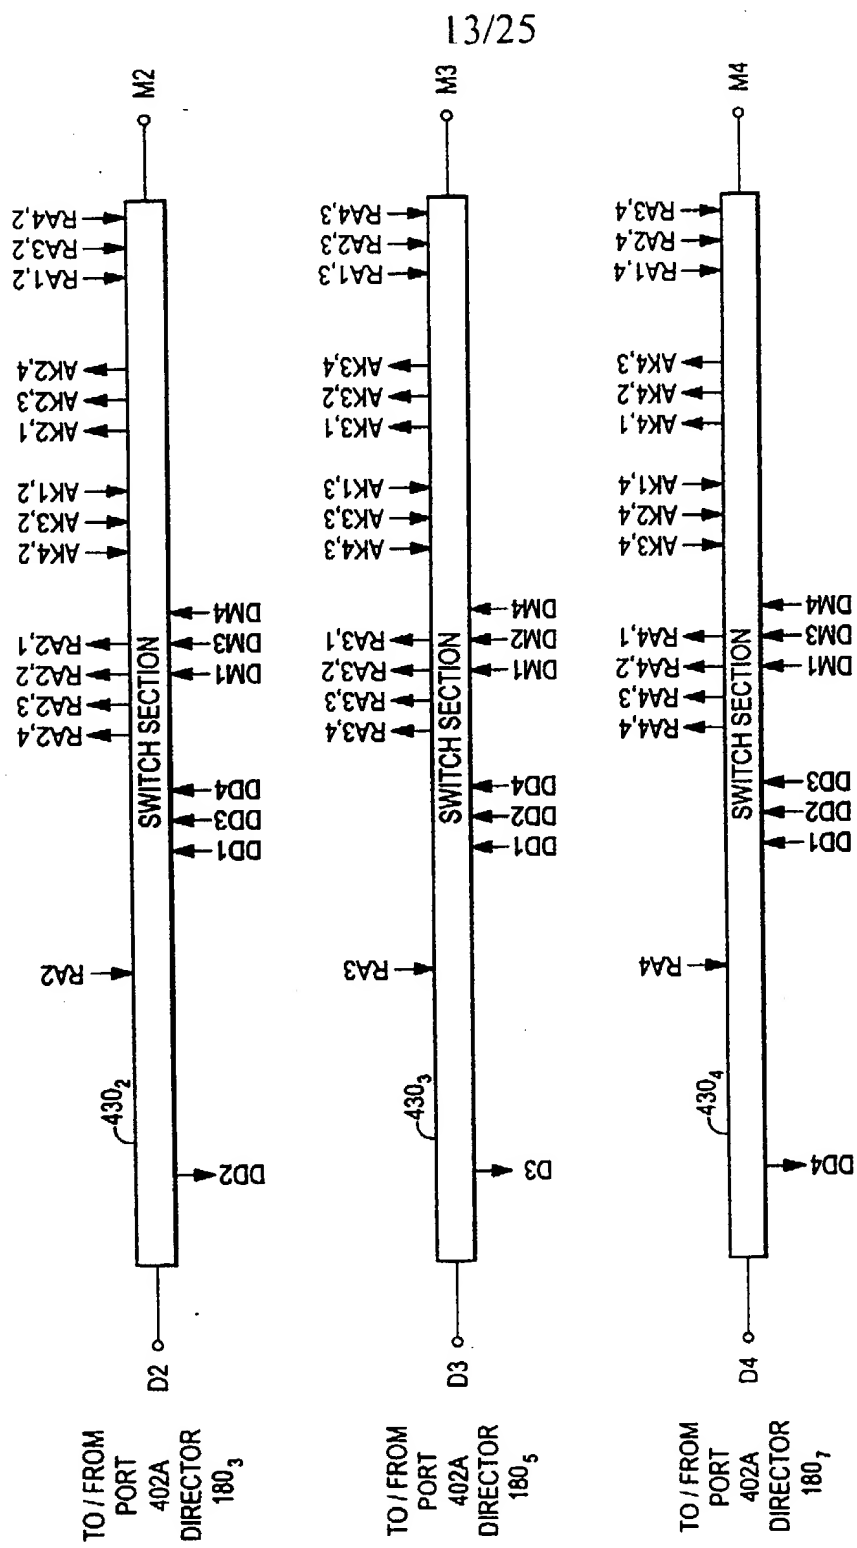 13/25
M2
RA4,2
RA3,2
RA1,2
AK2,4
AK2,3
AK2,1
AK1,2
AK3,2
AK4,2
RA2,1
RA2,2
RA2,3
RA2,4
DM4
DM3
DM1
SWITCH SECTION
DD4
DD3
DD1
RA2
430₂
DD2
D2
TO / FROM
PORT
402A
DIRECTOR
180₃
M3
RA4,3
RA2,3
RA1,3
AK3,4
AK3,2
AK3,1
AK1,3
AK3,3
AK4,3
RA3,1
RA3,2
RA3,3
RA3,4
DM4
DM2
DM1
SWITCH SECTION
DD4
DD2
DD1
RA3
430₃
D3
D3
TO / FROM
PORT
402A
DIRECTOR
180₅
M4
RA3,4
RA2,4
RA1,4
AK4,3
AK4,2
AK4,1
AK1,4
AK2,4
AK3,4
RA4,1
RA4,2
RA4,3
RA4,4
DM4
DM3
DM1
SWITCH SECTION
DD3
DD2
DD1
RA4
430₄
DD4
D4
TO / FROM
PORT
402A
DIRECTOR
180₇